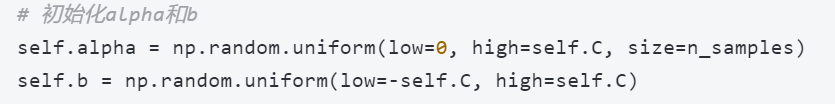 # 初始化alpha和b
self.alpha = np.random.uniform(low=0, high=self.C, size=n_samples)
self.b = np.random.uniform(low=-self.C, high=self.C)